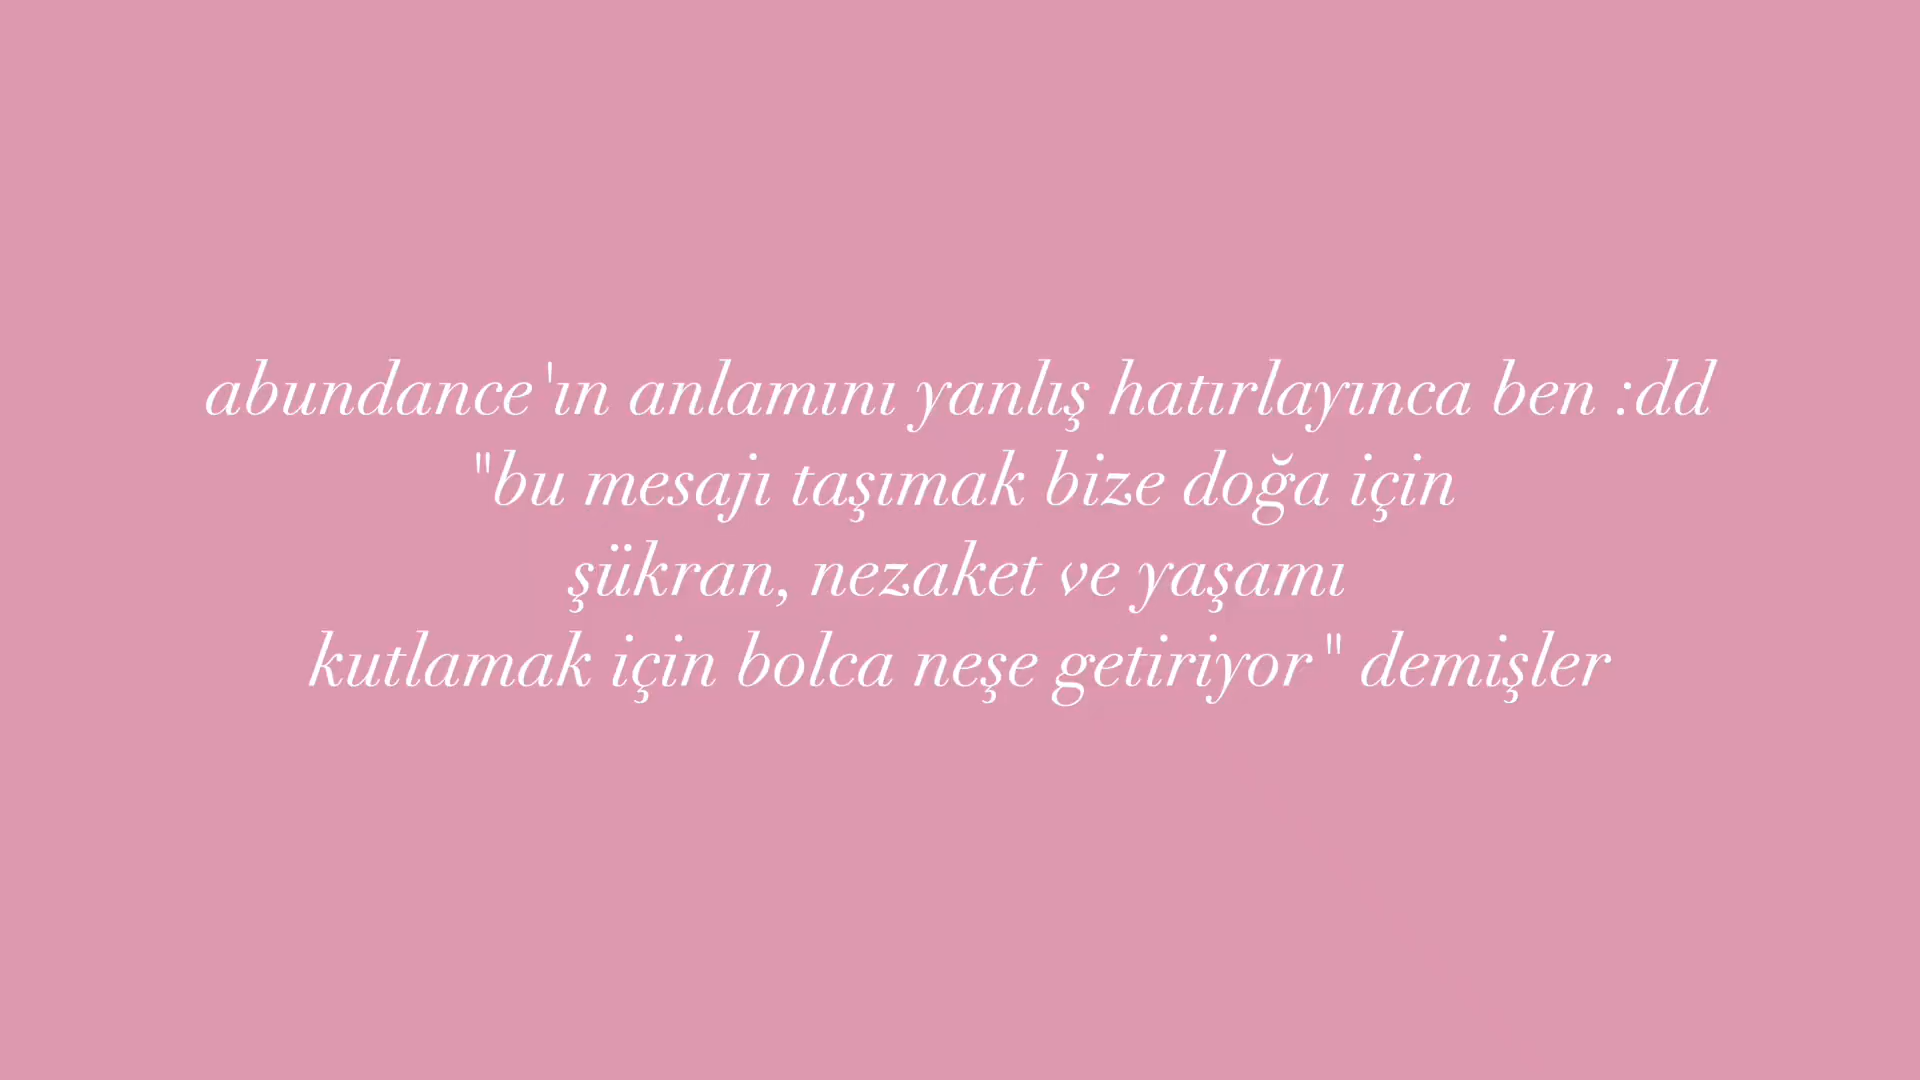 abundance'ın anlamını yanlış hatırlayınca ben :dd
"bu mesajı taşımak bize doğa için
şükran, nezaket ve yaşamı
kutlamak için bolca neşe getiriyor" demişler